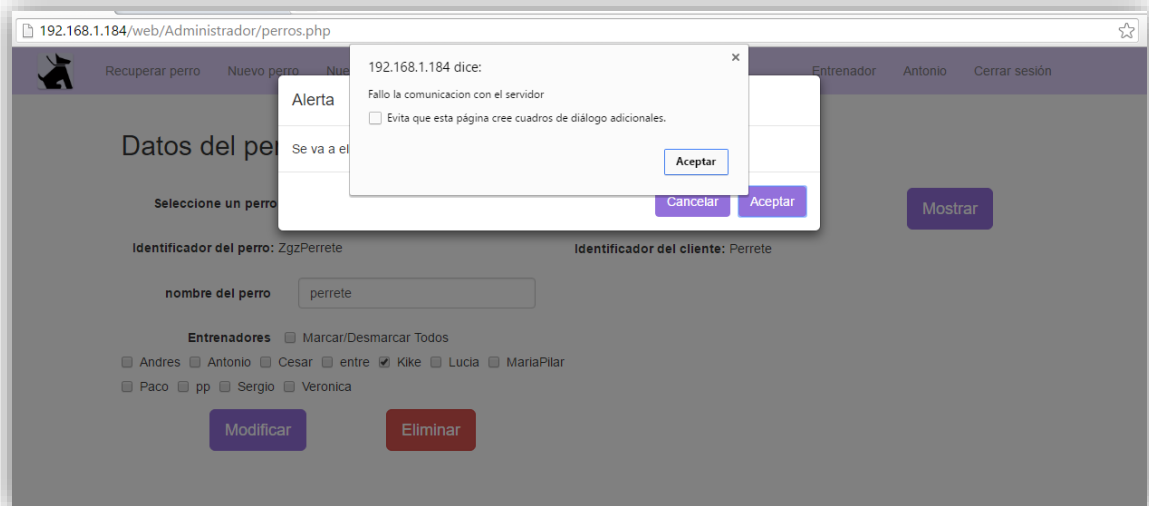 192.168.1.184/web/Administrador/perros.php
Recuperar perro Nuevo perro Nue Entrenador Antonio Cerrar sesión
192.168.1.184 dice:
Fallo la comunicacion con el servidor
Evita que esta página cree cuadros de diálogo adicionales.
Aceptar
Alerta
Se va a el
Cancelar Aceptar
Datos del per
Seleccione un perro Mostrar
Identificador del perro: ZgzPerrete Identificador del cliente: Perrete
nombre del perro perrete
Entrenadores Marcar/Desmarcar Todos
Andres Antonio Cesar entre Kike Lucia MariaPilar
Paco pp Sergio Veronica
Modificar Eliminar